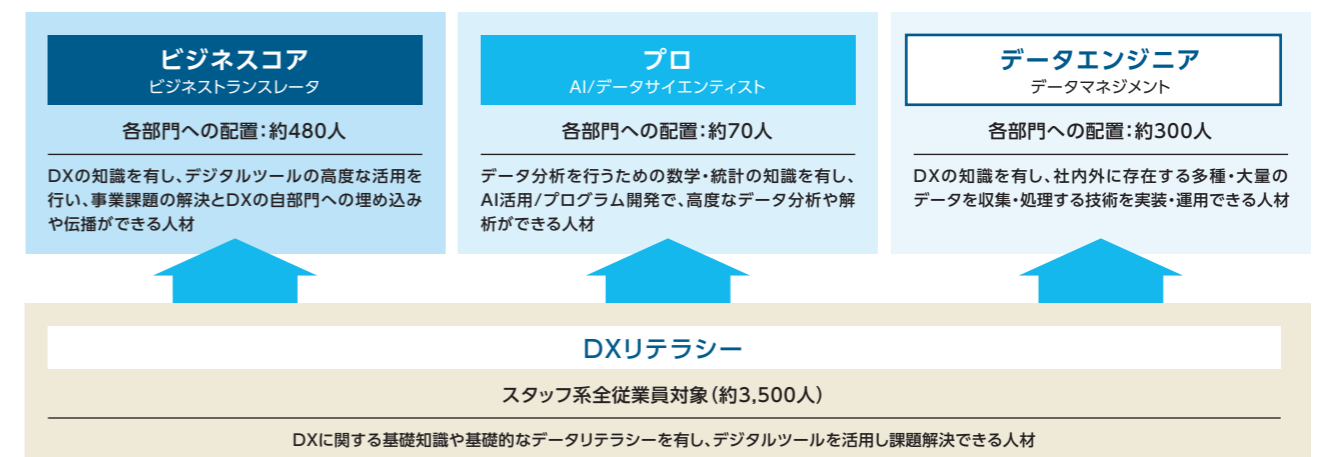 ビジネスコア
ビジネストランスレータ
各部門への配置：約480人
DXの知識を有し、デジタルツールの高度な活用を
行い、事業課題の解決とDXの自部門への埋め込み
や伝播ができる人材
プロ
AI/データサイエンティスト
各部門への配置：約70人
データ分析を行うための数学・統計の知識を有し、
AI活用/プログラム開発で、高度なデータ分析や解
析ができる人材
データエンジニア
データマネジメント
各部門への配置：約300人
DXの知識を有し、社内外に存在する多種・大量の
データを収集・処理する技術を実装・運用できる人材
DXリテラシー
スタッフ系全従業員対象（約3,500人）
DXに関する基礎知識や基礎的なデータリテラシーを有し、デジタルツールを活用し課題解決できる人材